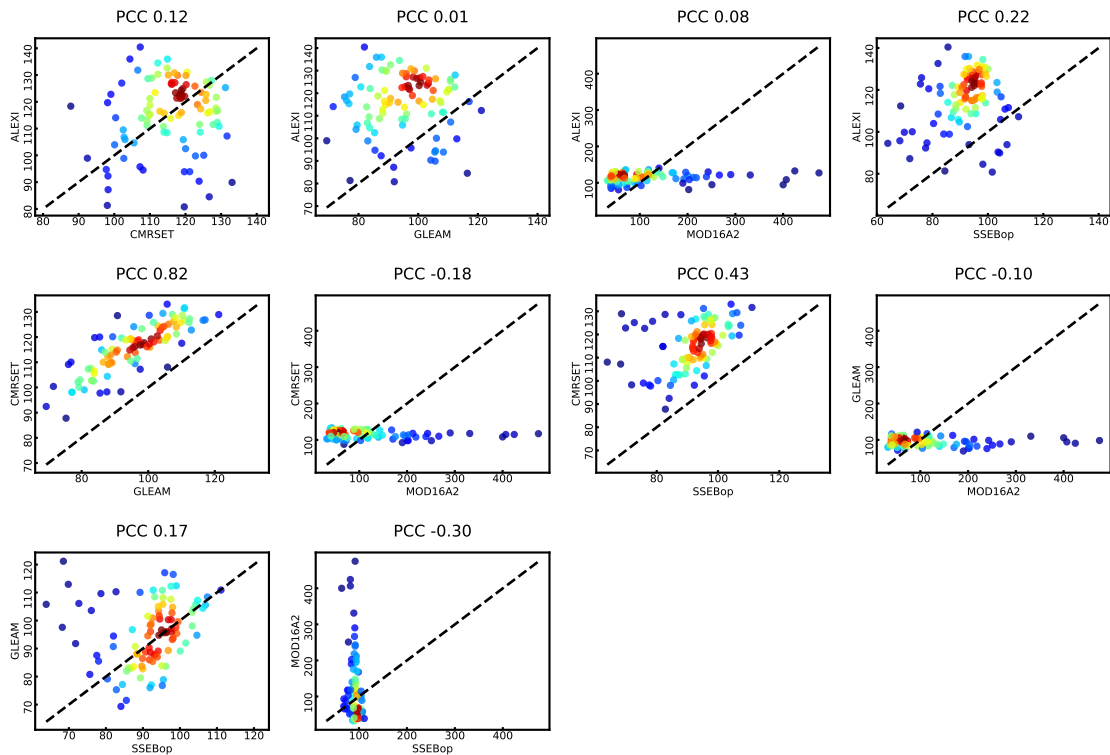 PCC 0.12
PCC 0.01
PCC 0.08
PCC 0.22
ALEXI
80 90 100 110 120 130 140
80 90 100 110 120 130 140
CMRSET
ALEXI
70 80 90 100 110 120 130 140
80 100 120 140
GLEAM
ALEXI
100 200 300 400
100 200 300 400
MOD16A2
ALEXI
80 100 120 140
60 80 100 120 140
SSEBop
PCC 0.82
PCC -0.18
PCC 0.43
PCC -0.10
CMRSET
70 80 90 100 110 120 130
80 100 120
GLEAM
CMRSET
100 200 300 400
100 200 300 400
MOD16A2
CMRSET
70 80 90 100 110 120 130
80 100 120
SSEBop
GLEAM
100 200 300 400
100 200 300 400
MOD16A2
PCC 0.17
PCC -0.30
GLEAM
70 80 90 100 110 120
70 80 90 100 110 120
SSEBop
MOD16A2
100 200 300 400
100 200 300 400
SSEBop